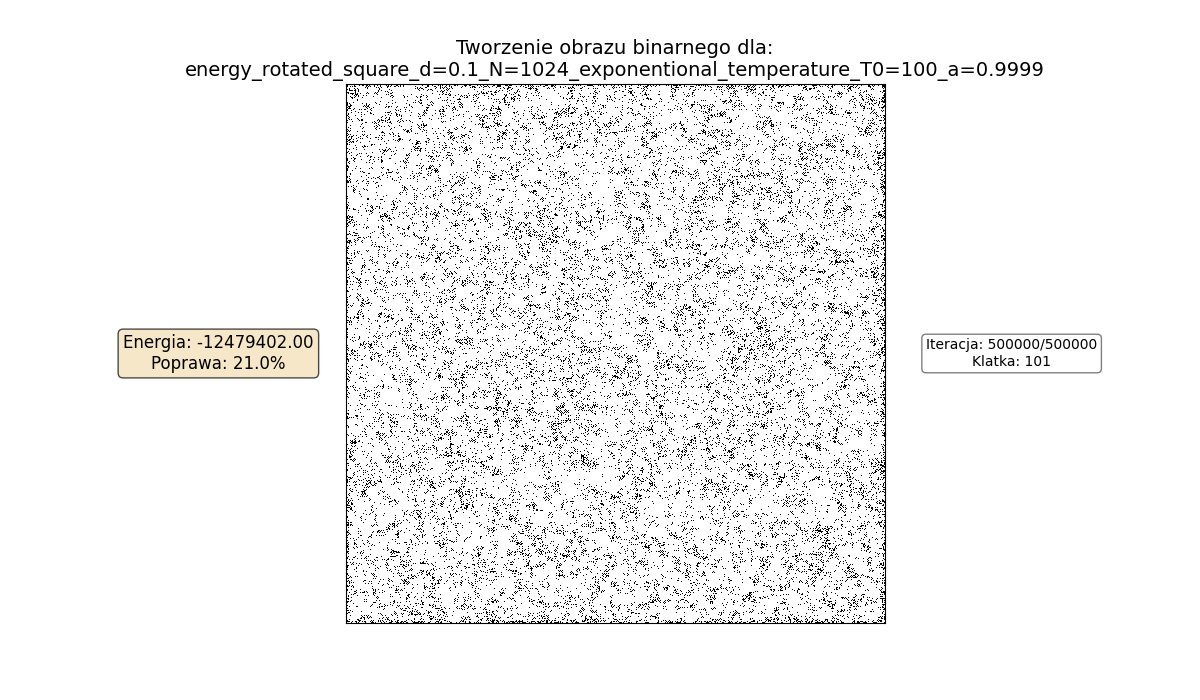 Tworzenie obrazu binarnego dla:
energy_rotated_square_d=0.1_N=1024_exponentional_temperature_T0=100_a=0.9999
Energia: -12479402.00
Poprawa: 21.0%
Iteracja: 500000/500000
Klatka: 101